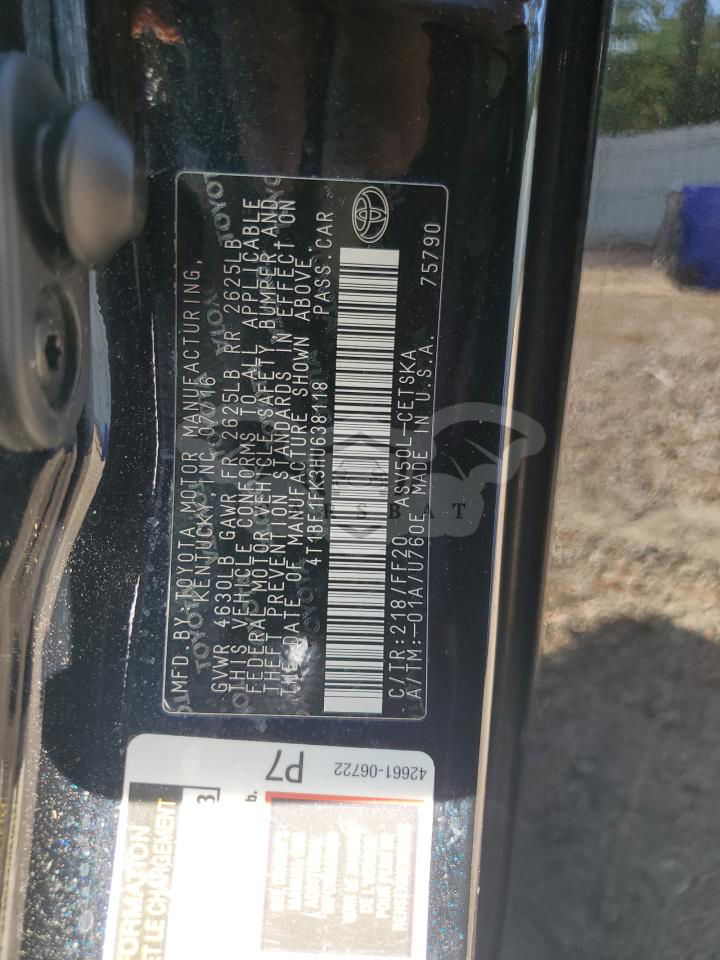 MFD.BY:TOYOTA MOTOR MANUFACTURING,
KENTUCKY, INC. 07/16
GVWR 4630LB GAWR FR 2625LB RR 2625LB
THIS VEHICLE CONFORMS TO ALL APPLICABLE
FEDERAL MOTOR VEHICLE SAFETY, BUMPER AND
THEFT PREVENTION STANDARDS IN EFFECT ON
THE DATE OF MANUFACTURE SHOWN ABOVE.
4T1BF1FK3HU638118 PASS.CAR
C/TR:218/FF20 ASV50L-CETSKA 75790
A/TM:-01A/U760E MADE IN U.S.A.
P7
42661-06722